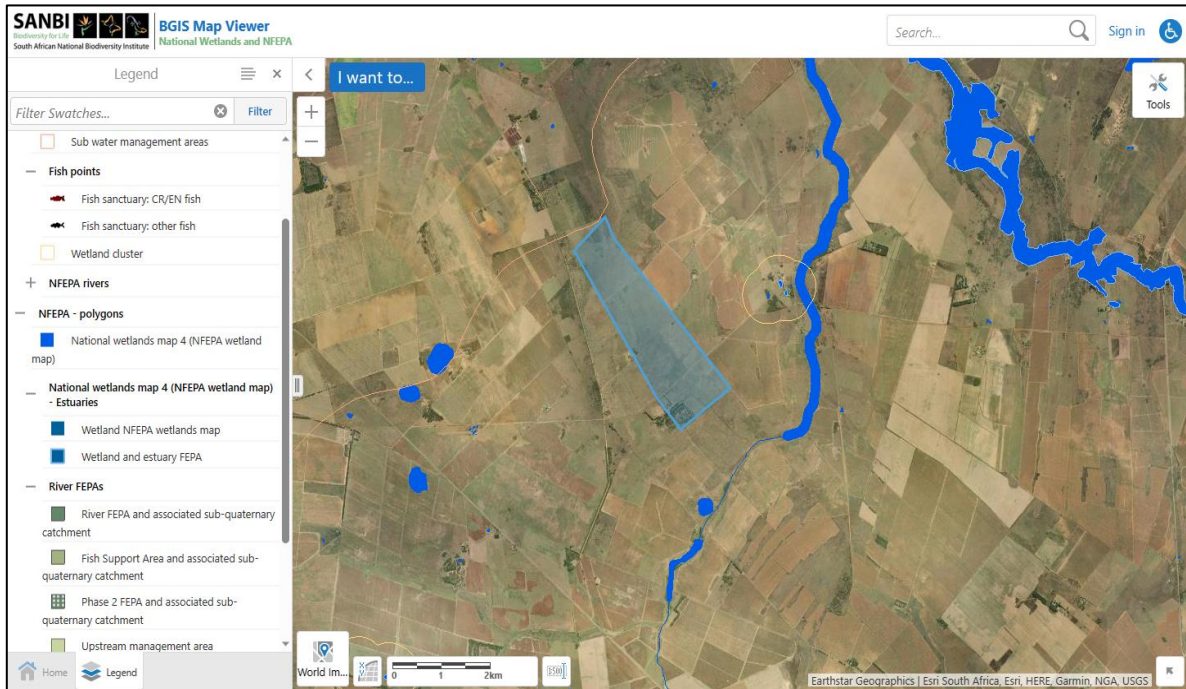 SANBI
Biodiversity for Life
South African National Biodiversity Institute
BGIS Map Viewer
National Wetlands and NFEPA
Search...
Sign in
Legend
Filter Swatches...
Filter
Sub water management areas
Fish points
Fish sanctuary: CR/EN fish
Fish sanctuary: other fish
Wetland cluster
NFEPA rivers
NFEPA - polygons
National wetlands map 4 (NFEPA wetland
map)
National wetlands map 4 (NFEPA wetland map)
- Estuaries
Wetland NFEPA wetlands map
Wetland and estuary FEPA
River FEPAs
River FEPA and associated sub-quaternary
catchment
Fish Support Area and associated sub-
quaternary catchment
Phase 2 FEPA and associated sub-
quaternary catchment
Upstream management area
Home
Legend
I want to...
Tools
World Im...
0 1 2km
Earthstar Geographics | Esri South Africa, Esri, HERE, Garmin, NGA, USGS